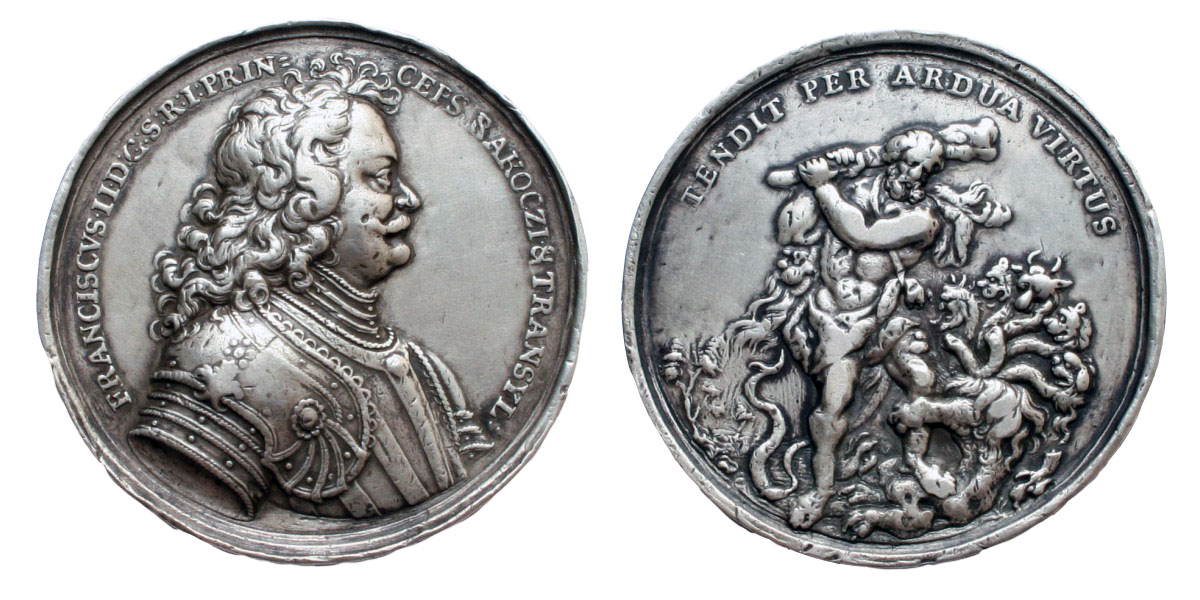 FRANCISCVS·II·D·G·S·R·I·PRIN=CEPS RAKOCZI·&TRANSYL·
TENDIT PER ARDUA VIRTUS